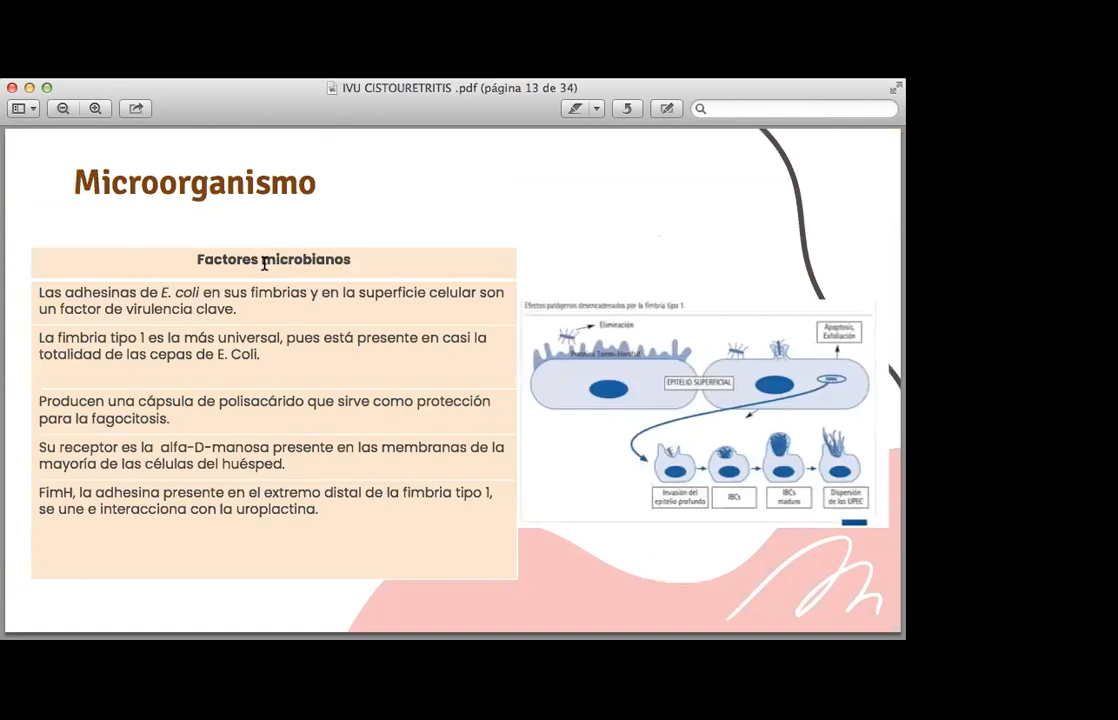 IVU CISTOURETRITIS .pdf (página 13 de 34)
Microorganismo
Factores microbianos
Las adhesinas de E. coli en sus fimbrias y en la superficie celular son
un factor de virulencia clave.
La fimbria tipo 1 es la más universal, pues está presente en casi la
totalidad de las cepas de E. Coli.
Producen una cápsula de polisacárido que sirve como protección
para la fagocitosis.
Su receptor es la alfa-D-manosa presente en las membranas de la
mayoría de las células del huésped.
FimH, la adhesina presente en el extremo distal de la fimbria tipo 1,
se une e interacciona con la uroplactina.
Efectos patógenos desencadenados por la fimbria tipo 1.
Eliminación
Proteína Tamm-Horsfall
EPITELIO SUPERFICIAL
Apoptosis,
Exfoliación
Invasión del
epitelio profundo
IBCs
IBCs
maduro
Dispersión
de las UPEC